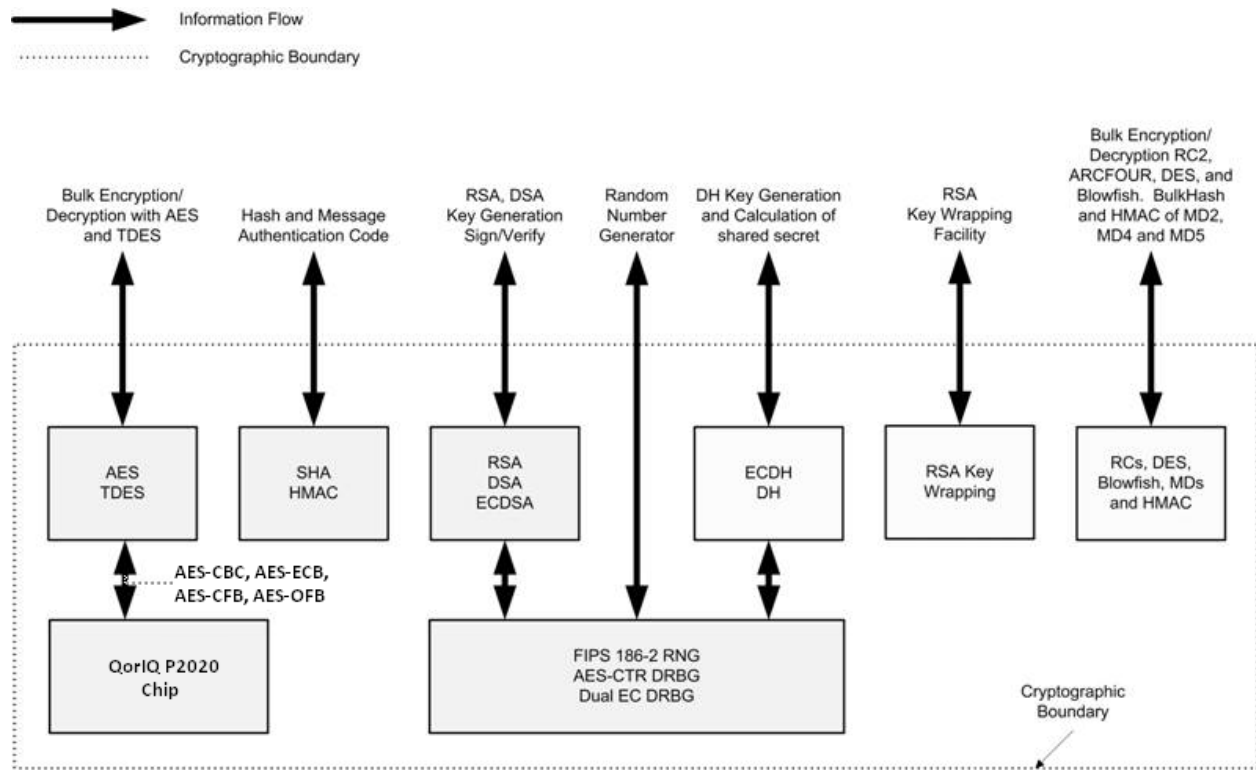 Information Flow
Cryptographic Boundary
Bulk Encryption/
Decryption with AES
and TDES
Hash and Message
Authentication Code
RSA, DSA
Key Generation
Sign/Verify
Random
Number
Generator
DH Key Generation
and Calculation of
shared secret
RSA
Key Wrapping
Facility
Bulk Encryption/
Decryption RC2,
ARCFOUR, DES, and
Blowfish. BulkHash
and HMAC of MD2,
MD4 and MD5
AES
TDES
SHA
HMAC
RSA
DSA
ECDSA
ECDH
DH
RSA Key
Wrapping
RCs, DES,
Blowfish, MDs
and HMAC
AES-CBC, AES-ECB,
AES-CFB, AES-OFB
QorIQ P2020
Chip
FIPS 186-2 RNG
AES-CTR DRBG
Dual EC DRBG
Cryptographic
Boundary